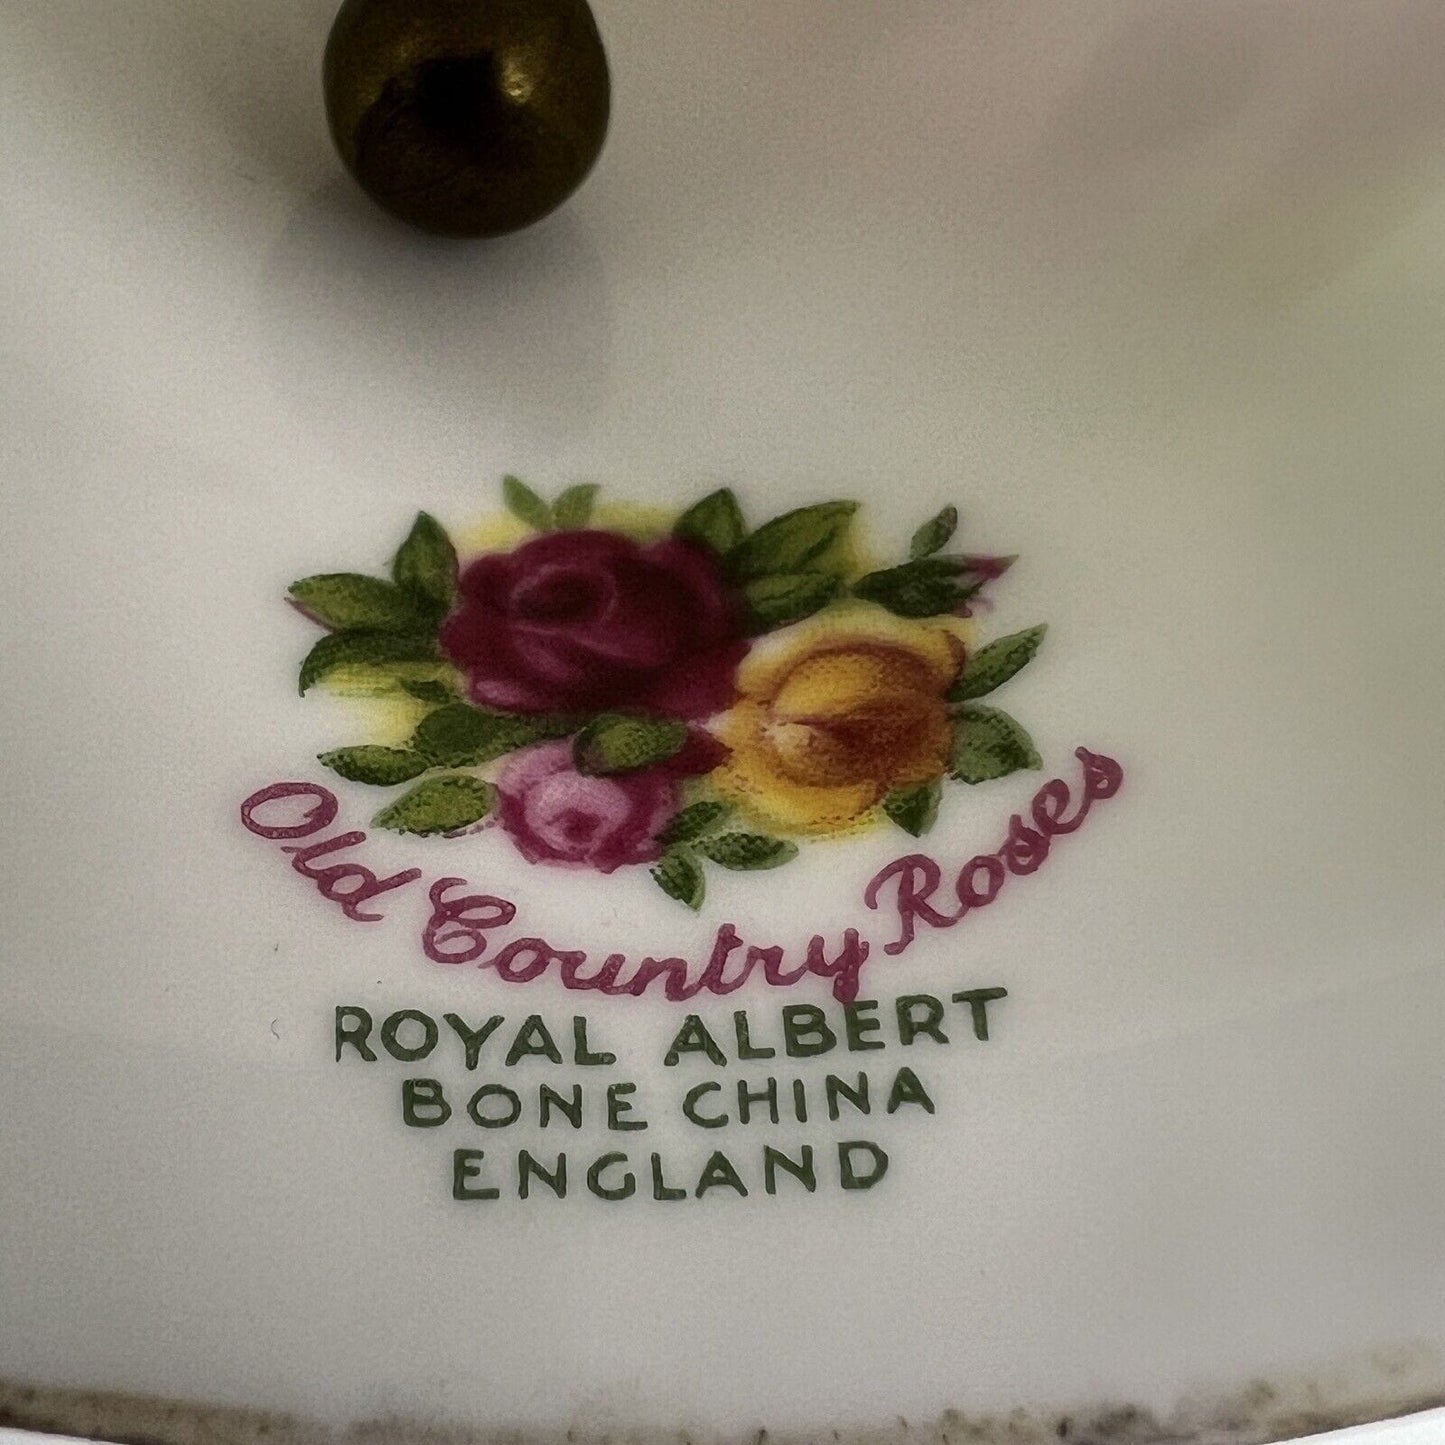 Old Country Roses
ROYAL ALBERT
BONE CHINA
ENGLAND